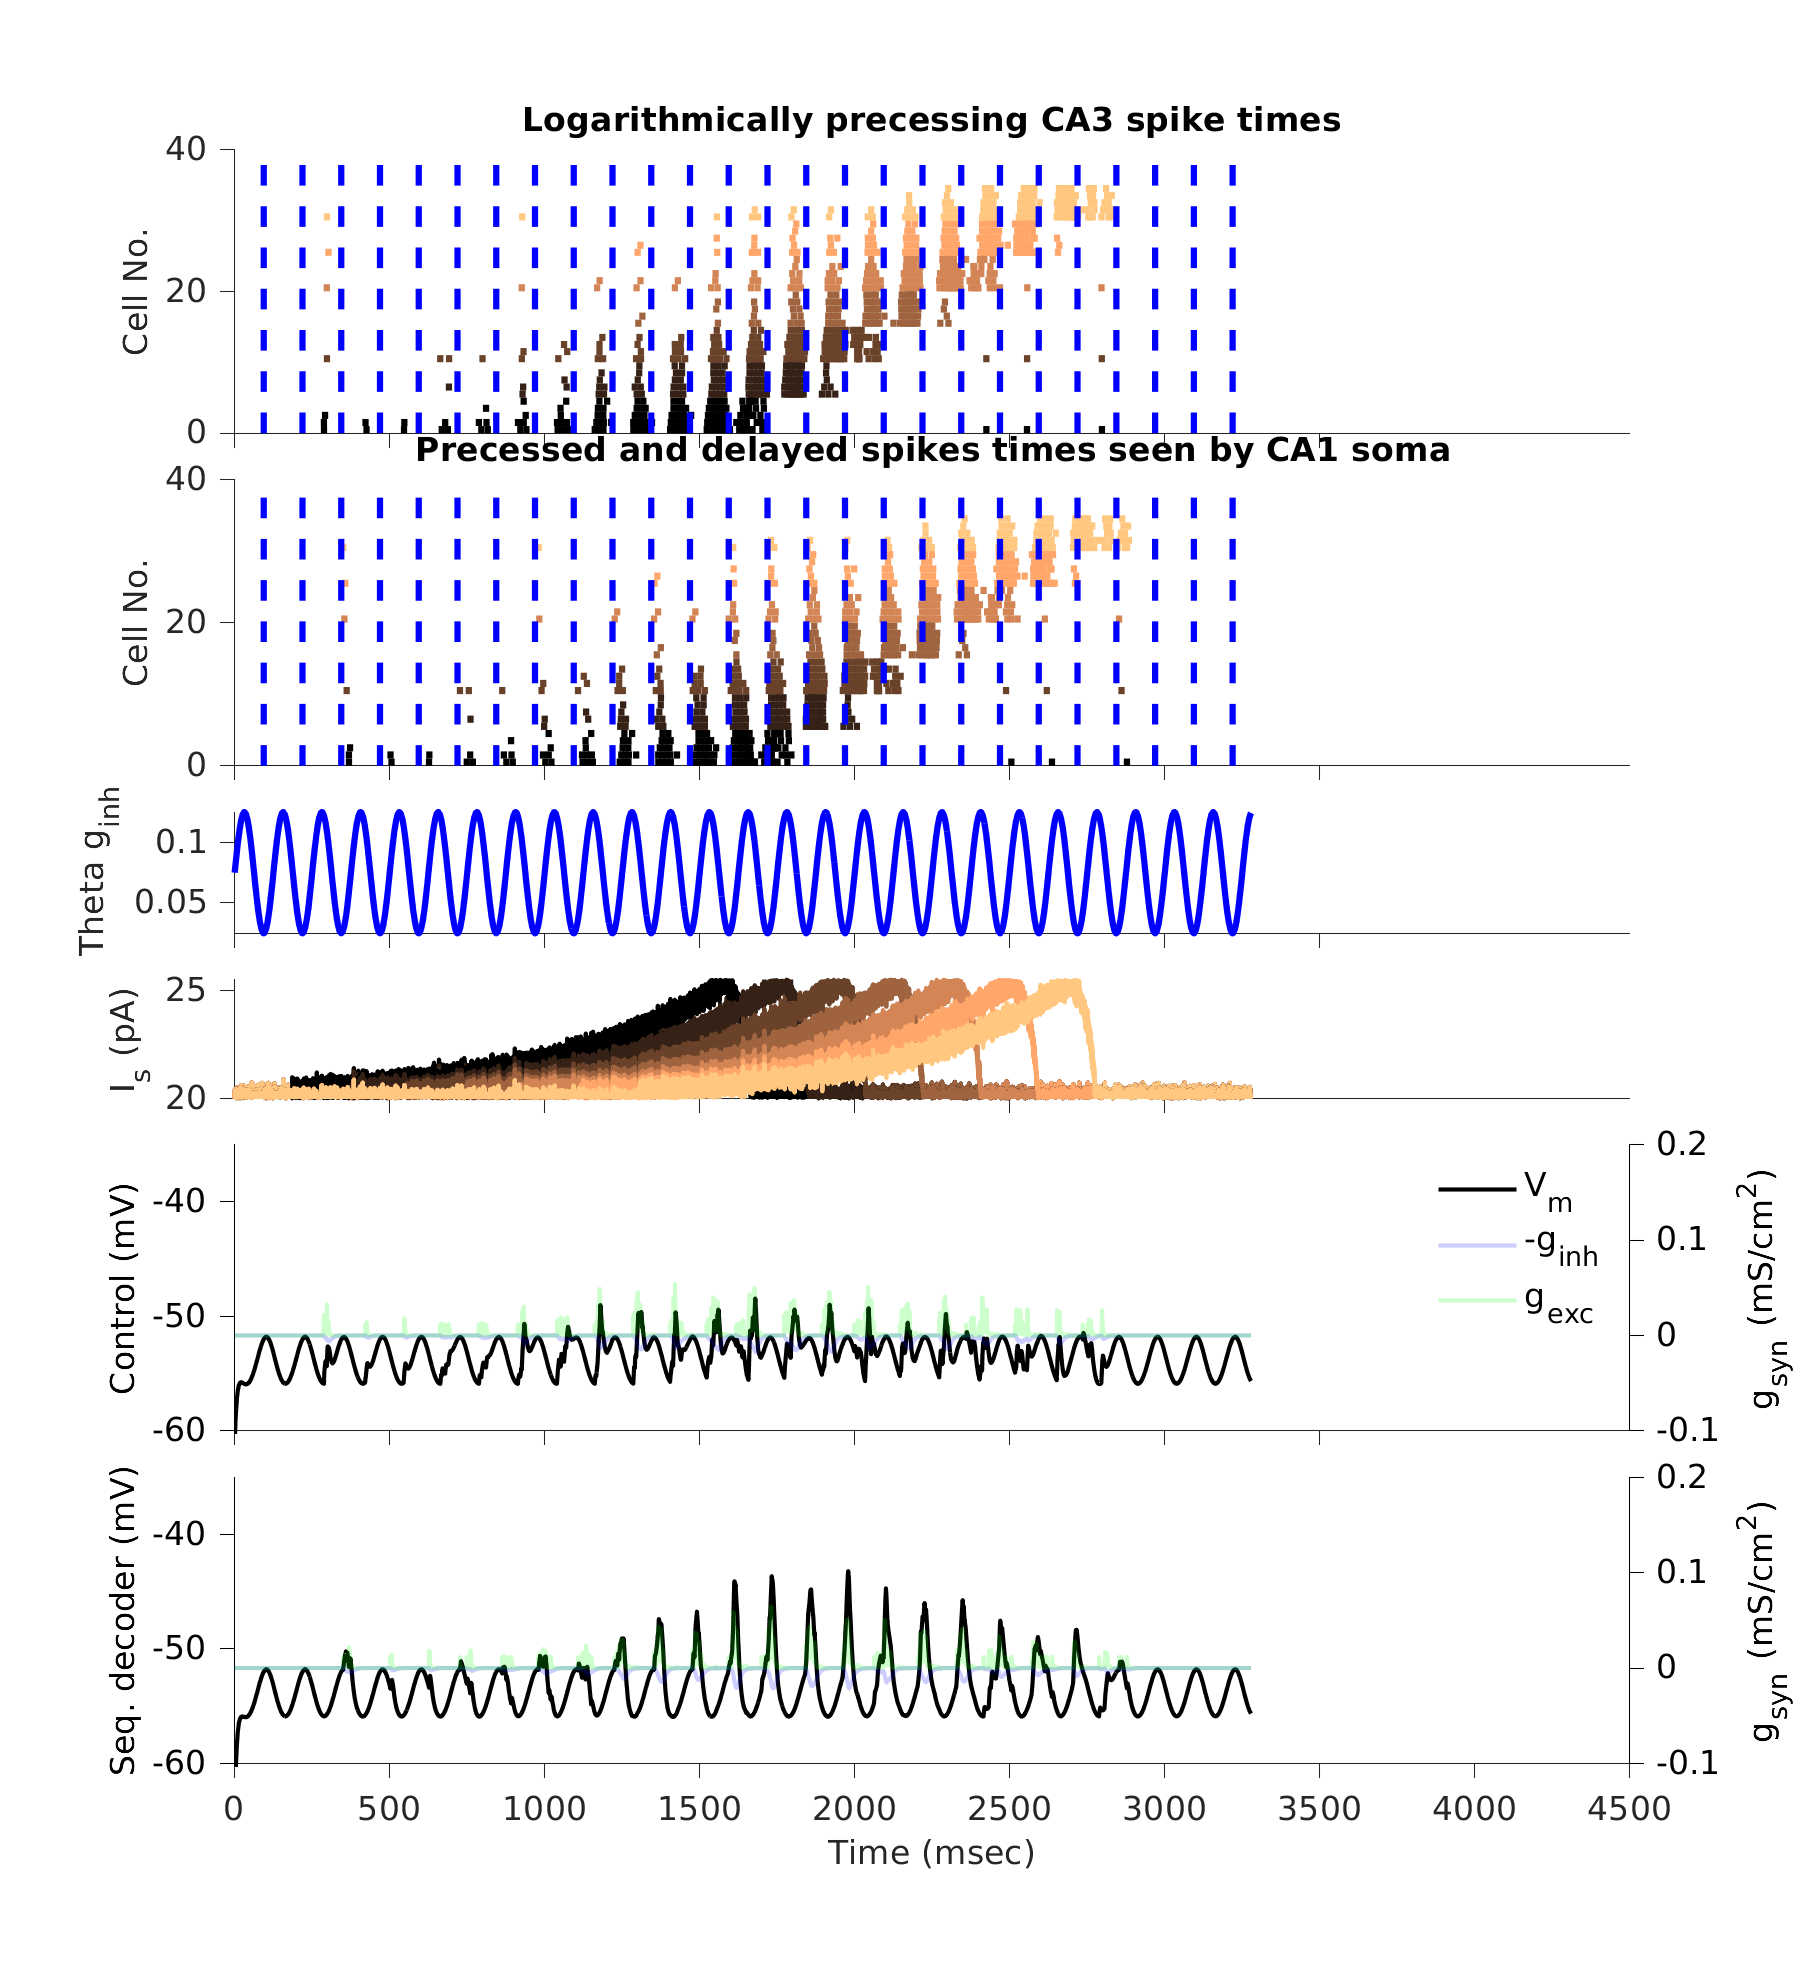 Logarithmically precessing CA3 spike times
40
20
0
Cell No.
Precessed and delayed spikes times seen by CA1 soma
40
20
0
Cell No.
0.1
0.05
Theta g_inh
25
20
I_s (pA)
-40
-50
-60
Control (mV)
V_m
-g_inh
g_exc
0.2
0.1
0
-0.1
g_syn (mS/cm^2)
-40
-50
-60
Seq. decoder (mV)
0.2
0.1
0
-0.1
g_syn (mS/cm^2)
0 500 1000 1500 2000 2500 3000 3500 4000 4500
Time (msec)